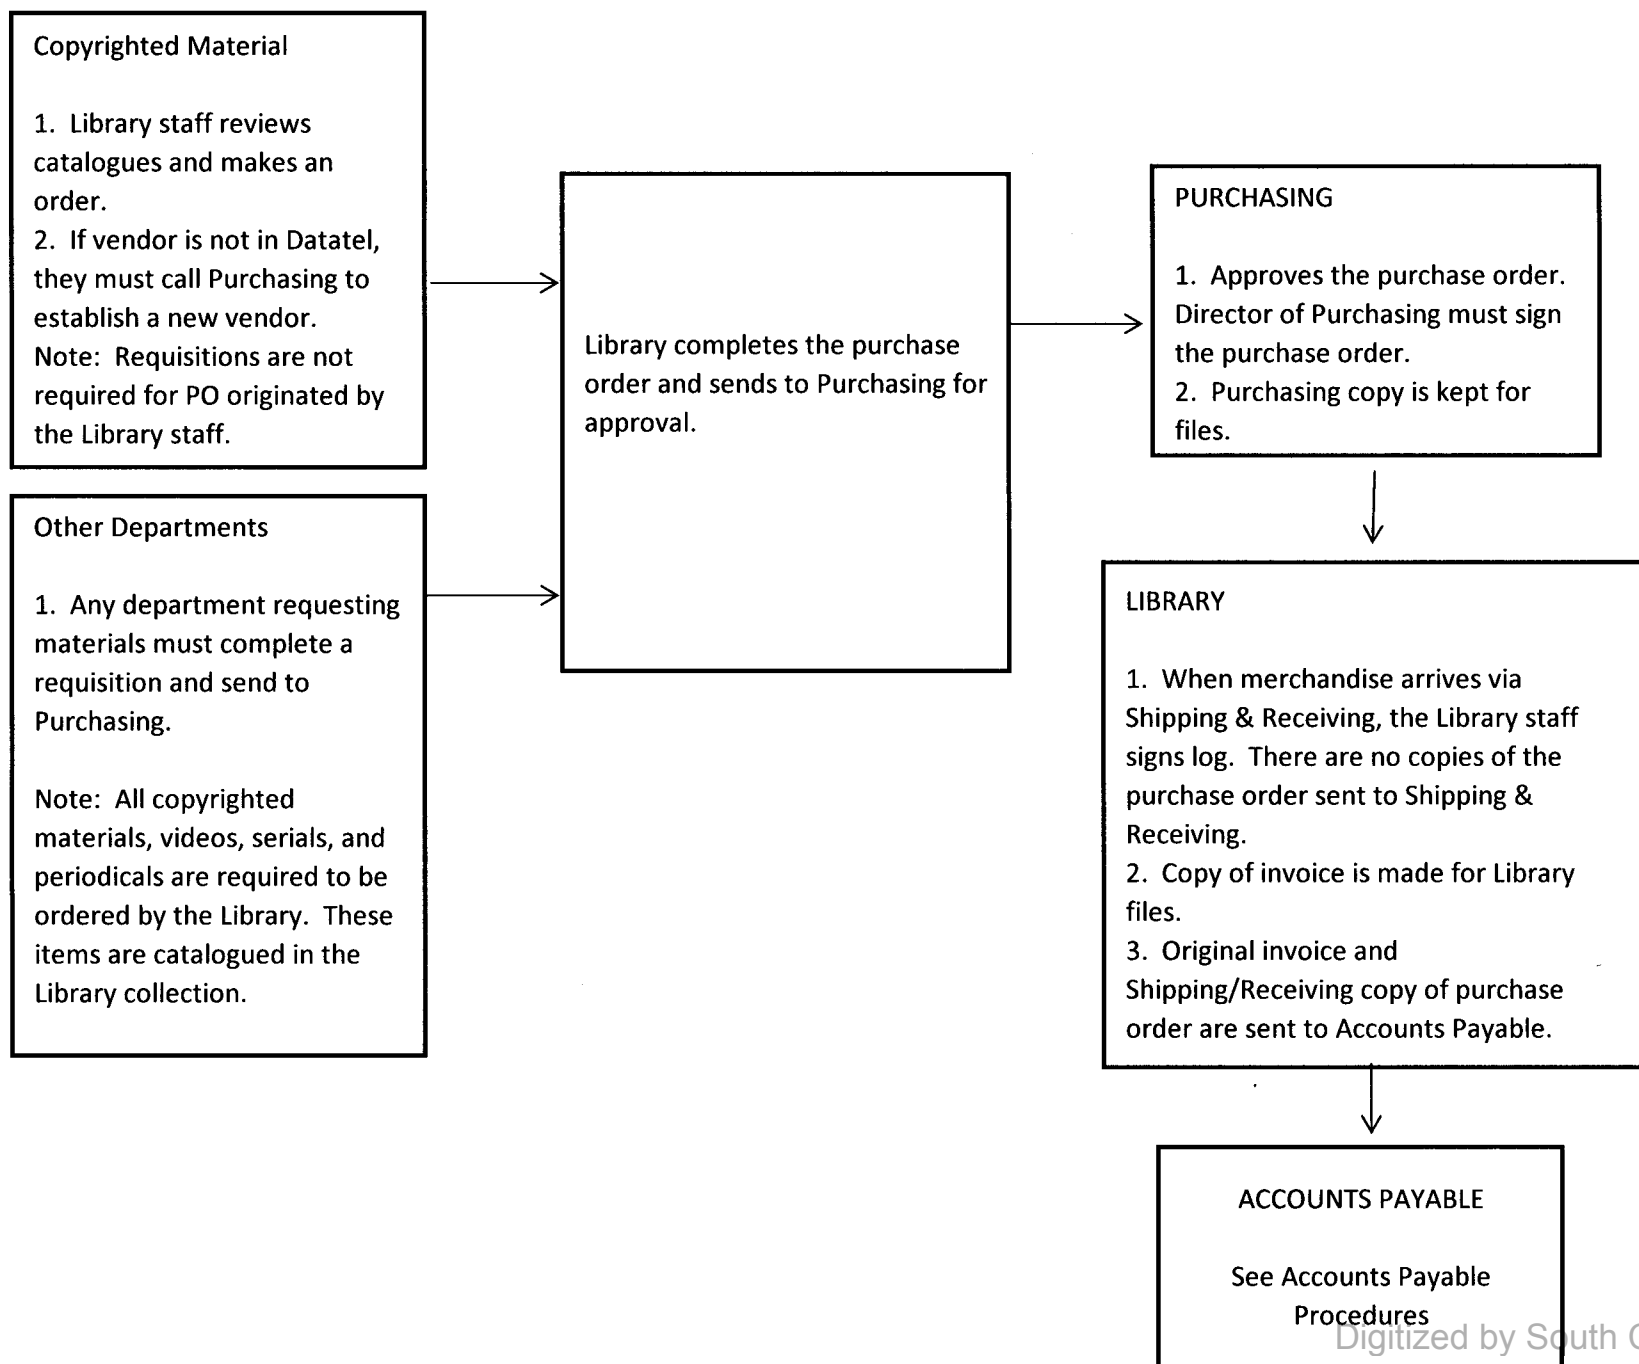 Copyrighted Material
1. Library staff reviews
catalogues and makes an
order.
2. If vendor is not in Datatel,
they must call Purchasing to
establish a new vendor.
Note: Requisitions are not
required for PO originated by
the Library staff.
Other Departments
1. Any department requesting
materials must complete a
requisition and send to
Purchasing.
Note: All copyrighted
materials, videos, serials, and
periodicals are required to be
ordered by the Library. These
items are catalogued in the
Library collection.
Library completes the purchase
order and sends to Purchasing for
approval.
PURCHASING
1. Approves the purchase order.
Director of Purchasing must sign
the purchase order.
2. Purchasing copy is kept for
files.
LIBRARY
1. When merchandise arrives via
Shipping & Receiving, the Library staff
signs log. There are no copies of the
purchase order sent to Shipping &
Receiving.
2. Copy of invoice is made for Library
files.
3. Original invoice and
Shipping/Receiving copy of purchase
order are sent to Accounts Payable.
ACCOUNTS PAYABLE
See Accounts Payable
Procedures
Digitized by South